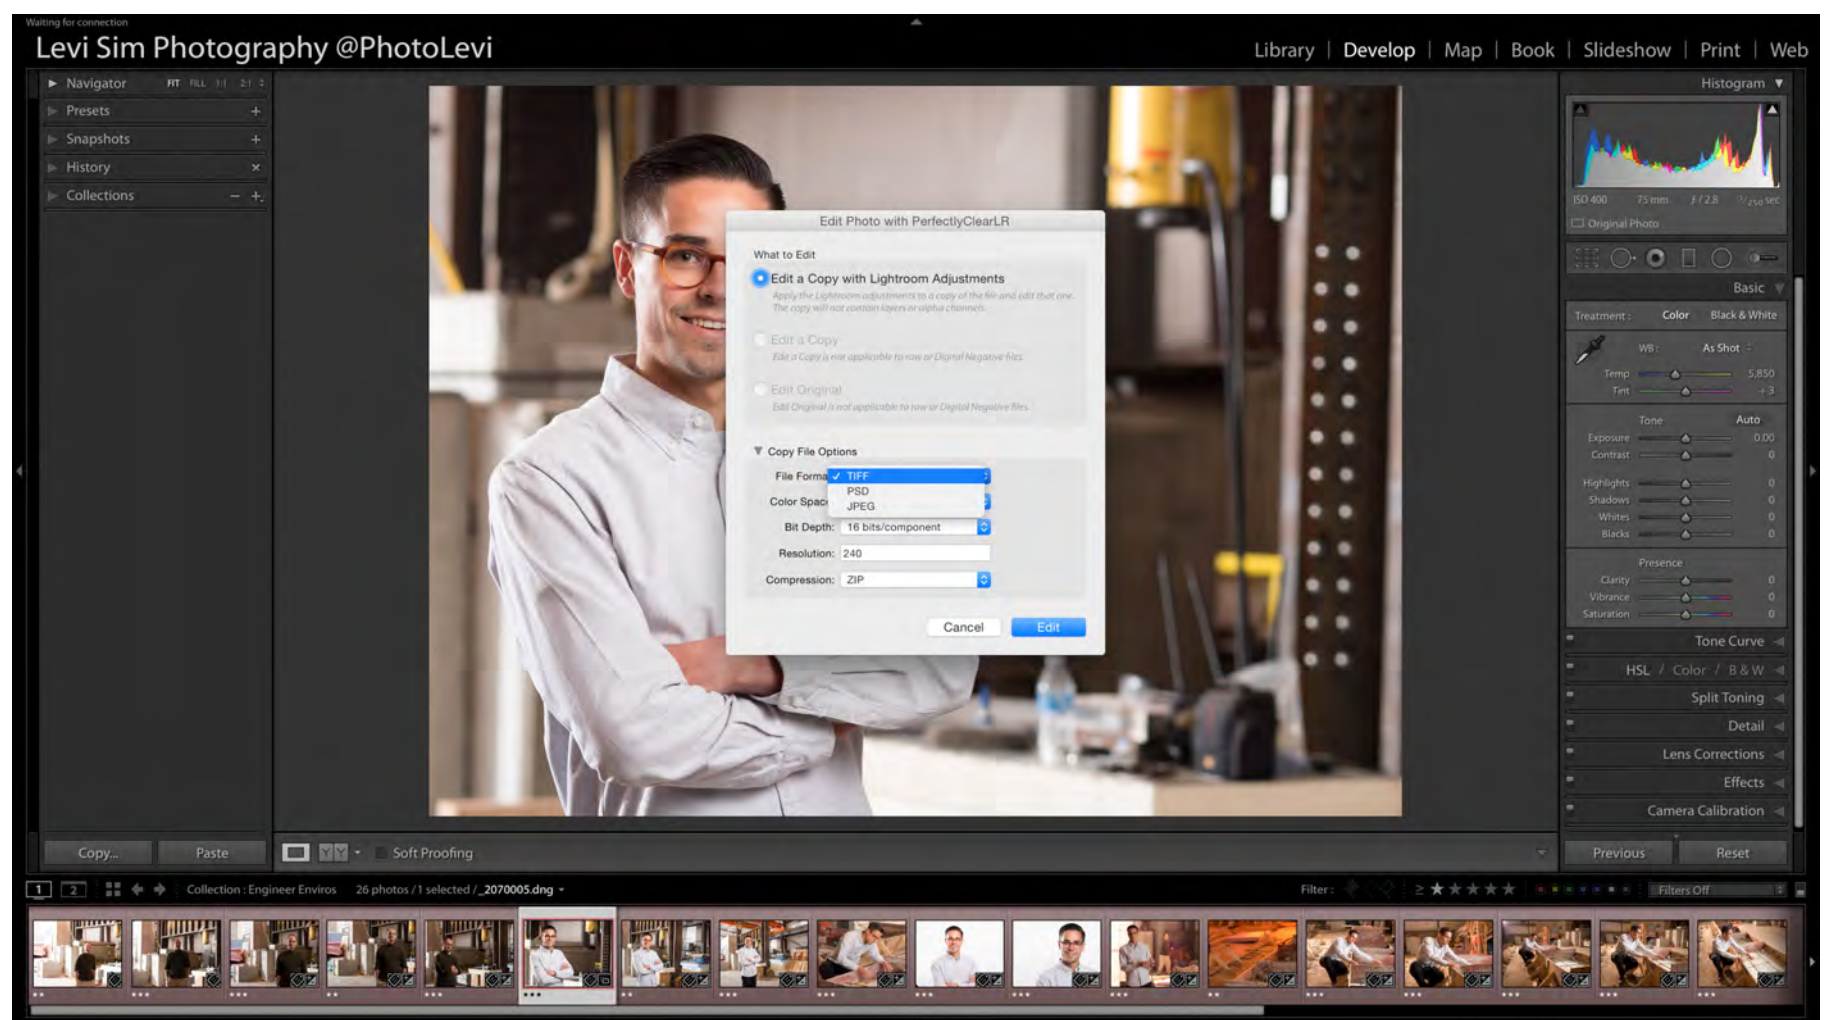 Waiting for connection
Levi Sim Photography @PhotoLevi
Library | Develop | Map | Book | Slideshow | Print | Web
Navigator FIT FILL 1:1 2:1
Presets
Snapshots
History
Collections
Edit Photo with PerfectlyClearLR
What to Edit
Edit a Copy with Lightroom Adjustments
Apply the Lightroom adjustments to a copy of the file and edit that one.
The copy will not contain layers or alpha channels.
Edit a Copy
Edit a Copy is not applicable to raw or Digital Negative files.
Edit Original
Edit Original is not applicable to raw or Digital Negative files.
Copy File Options
File Forma ✓ TIFF
PSD
Color Spac
JPEG
Bit Depth: 16 bits/component
Resolution: 240
Compression: ZIP
Cancel Edit
Histogram
ISO 400 75 mm f / 2.8 1/250 sec
Original Photo
Basic
Treatment : Color Black & White
WB : As Shot
Temp 5,850
Tint + 3
Tone Auto
Exposure 0.00
Contrast 0
Highlights 0
Shadows 0
Whites 0
Blacks 0
Presence
Clarity 0
Vibrance 0
Saturation 0
Tone Curve
HSL / Color / B & W
Split Toning
Detail
Lens Corrections
Effects
Camera Calibration
Copy... Paste
YY Soft Proofing
Previous Reset
1 2 Collection : Engineer Enviros 26 photos / 1 selected / _2070005.dng
Filter : ≥ ★★★★★ Filters Off